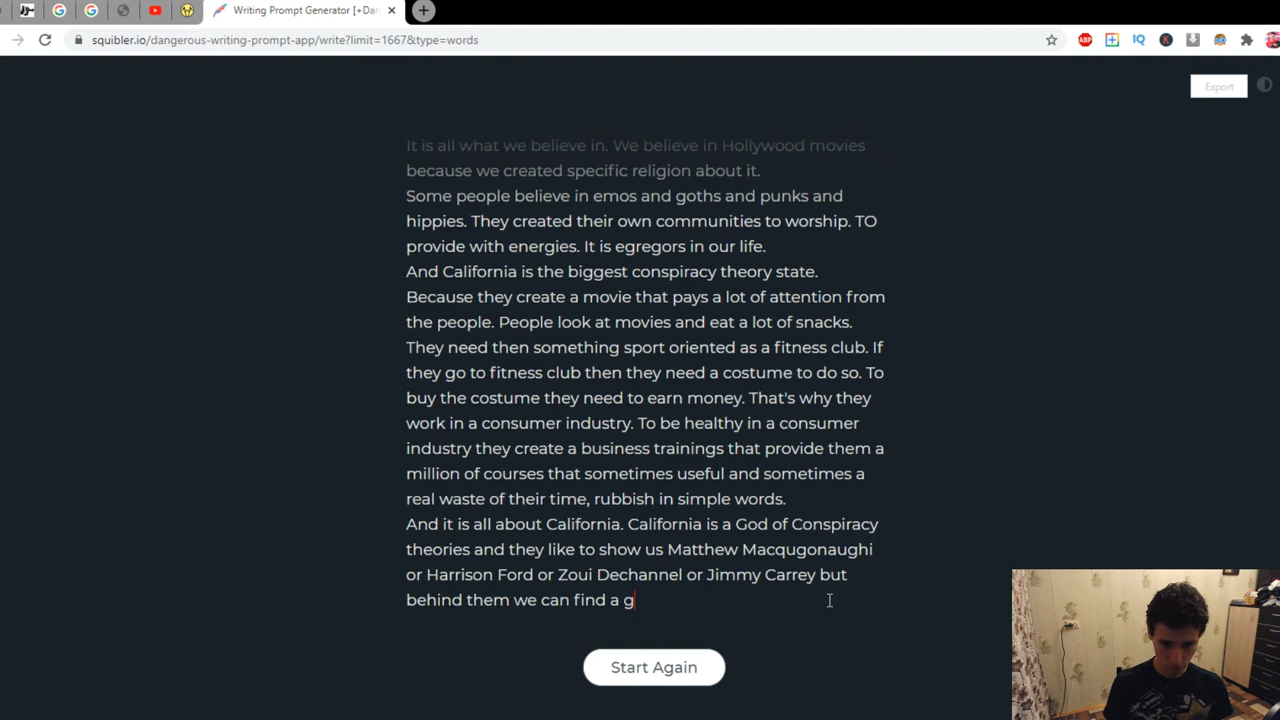 Writing Prompt Generator [+Dan
squibler.io/dangerous-writing-prompt-app/write?limit=1667&type=words
ABP
IQ
K
Export
It is all what we believe in. We believe in Hollywood movies
because we created specific religion about it.
Some people believe in emos and goths and punks and
hippies. They created their own communities to worship. TO
provide with energies. It is egregors in our life.
And California is the biggest conspiracy theory state.
Because they create a movie that pays a lot of attention from
the people. People look at movies and eat a lot of snacks.
They need then something sport oriented as a fitness club. If
they go to fitness club then they need a costume to do so. To
buy the costume they need to earn money. That's why they
work in a consumer industry. To be healthy in a consumer
industry they create a business trainings that provide them a
million of courses that sometimes useful and sometimes a
real waste of their time, rubbish in simple words.
And it is all about California. California is a God of Conspiracy
theories and they like to show us Matthew Macqugonaughi
or Harrison Ford or Zoui Dechannel or Jimmy Carrey but
behind them we can find a g
Start Again